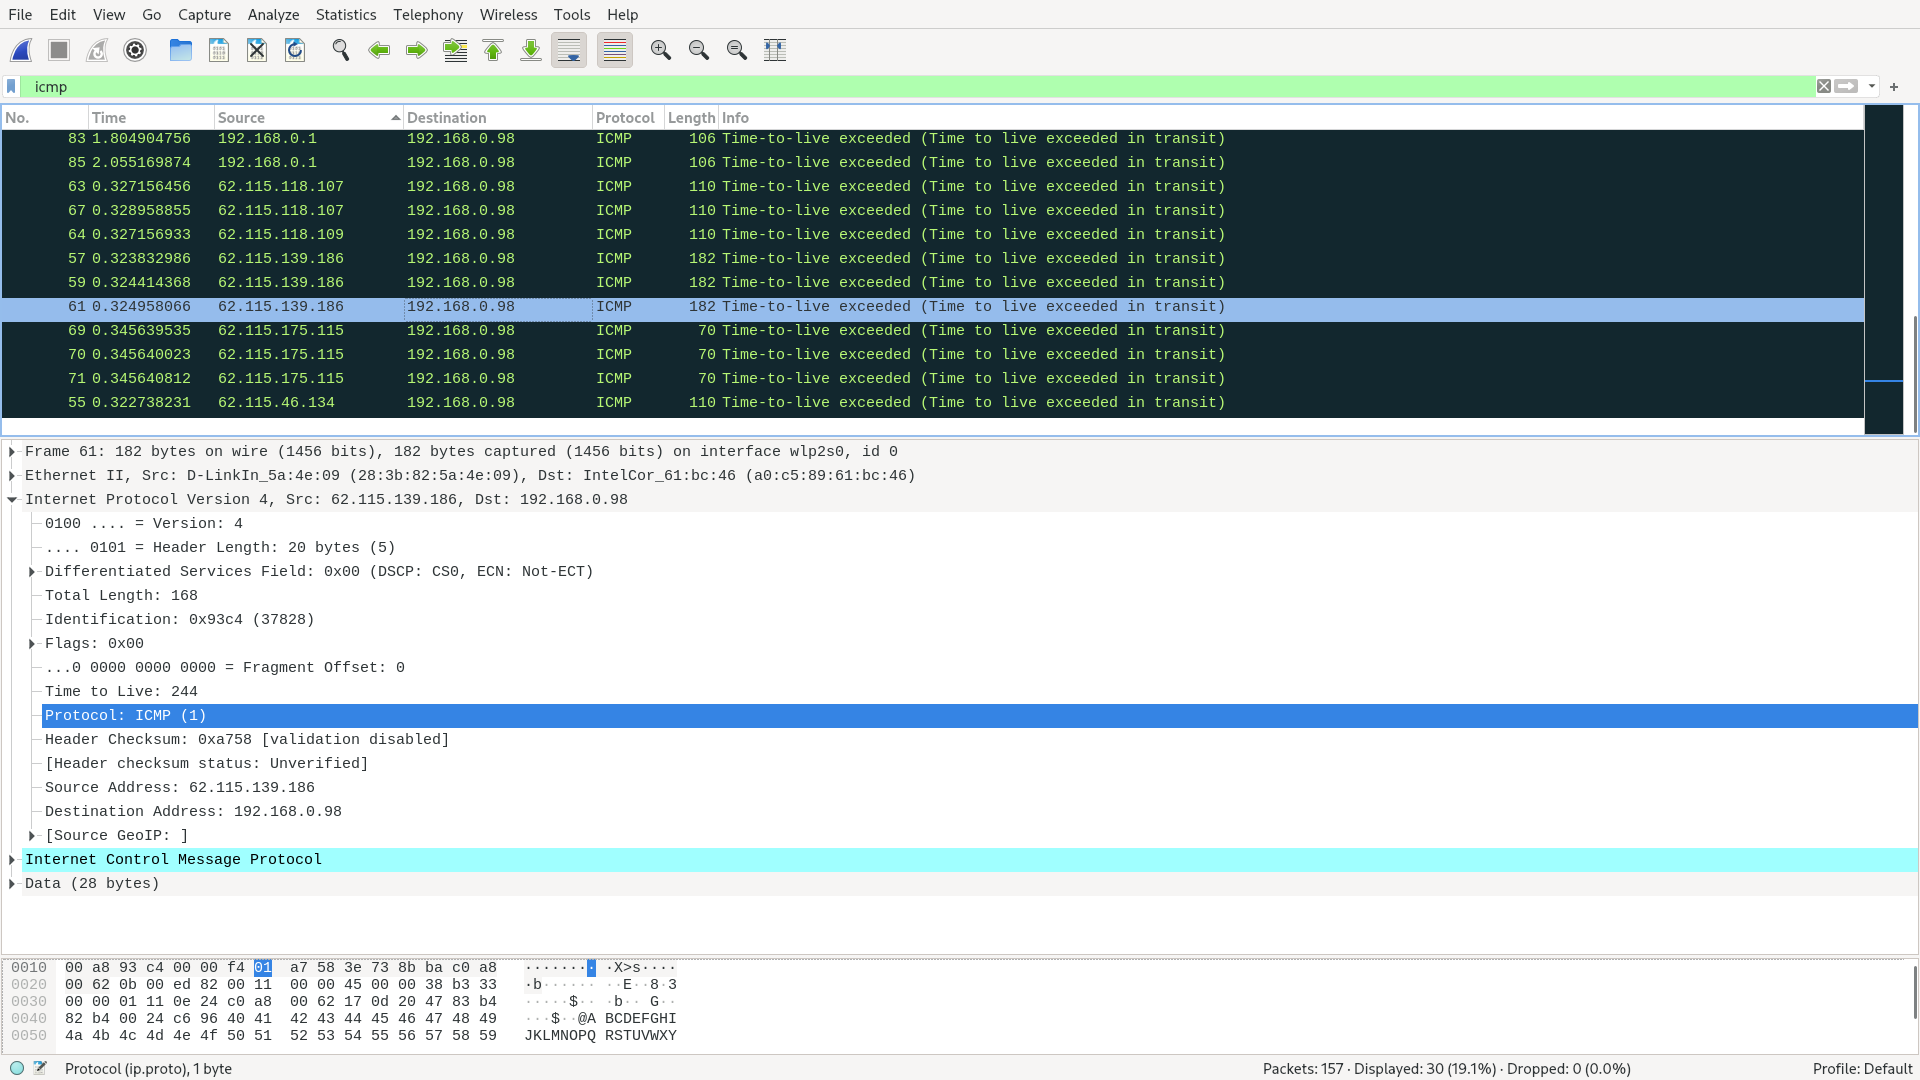 File Edit View Go Capture Analyze Statistics Telephony Wireless Tools Help
icmp
No. Time Source Destination Protocol Length Info
83 1.804904756 192.168.0.1 192.168.0.98 ICMP 106 Time-to-live exceeded (Time to live exceeded in transit)
85 2.055169874 192.168.0.1 192.168.0.98 ICMP 106 Time-to-live exceeded (Time to live exceeded in transit)
63 0.327156456 62.115.118.107 192.168.0.98 ICMP 110 Time-to-live exceeded (Time to live exceeded in transit)
67 0.328958855 62.115.118.107 192.168.0.98 ICMP 110 Time-to-live exceeded (Time to live exceeded in transit)
64 0.327156933 62.115.118.109 192.168.0.98 ICMP 110 Time-to-live exceeded (Time to live exceeded in transit)
57 0.323832986 62.115.139.186 192.168.0.98 ICMP 182 Time-to-live exceeded (Time to live exceeded in transit)
59 0.324414368 62.115.139.186 192.168.0.98 ICMP 182 Time-to-live exceeded (Time to live exceeded in transit)
61 0.324958066 62.115.139.186 192.168.0.98 ICMP 182 Time-to-live exceeded (Time to live exceeded in transit)
69 0.345639535 62.115.175.115 192.168.0.98 ICMP 70 Time-to-live exceeded (Time to live exceeded in transit)
70 0.345640023 62.115.175.115 192.168.0.98 ICMP 70 Time-to-live exceeded (Time to live exceeded in transit)
71 0.345640812 62.115.175.115 192.168.0.98 ICMP 70 Time-to-live exceeded (Time to live exceeded in transit)
55 0.322738231 62.115.46.134 192.168.0.98 ICMP 110 Time-to-live exceeded (Time to live exceeded in transit)
Frame 61: 182 bytes on wire (1456 bits), 182 bytes captured (1456 bits) on interface wlp2s0, id 0
Ethernet II, Src: D-LinkIn_5a:4e:09 (28:3b:82:5a:4e:09), Dst: IntelCor_61:bc:46 (a0:c5:89:61:bc:46)
Internet Protocol Version 4, Src: 62.115.139.186, Dst: 192.168.0.98
0100 .... = Version: 4
.... 0101 = Header Length: 20 bytes (5)
Differentiated Services Field: 0x00 (DSCP: CS0, ECN: Not-ECT)
Total Length: 168
Identification: 0x93c4 (37828)
Flags: 0x00
...0 0000 0000 0000 = Fragment Offset: 0
Time to Live: 244
Protocol: ICMP (1)
Header Checksum: 0xa758 [validation disabled]
[Header checksum status: Unverified]
Source Address: 62.115.139.186
Destination Address: 192.168.0.98
[Source GeoIP: ]
Internet Control Message Protocol
Data (28 bytes)
0010 00 a8 93 c4 00 00 f4 01 a7 58 3e 73 8b ba c0 a8 ········ ·X>s····
0020 00 62 0b 00 ed 82 00 11 00 00 45 00 00 38 b3 33 ·b······ ··E··8·3
0030 00 00 01 11 0e 24 c0 a8 00 62 17 0d 20 47 83 b4 ·····$·· ·b·· G··
0040 82 b4 00 24 c6 96 40 41 42 43 44 45 46 47 48 49 ···$··@A BCDEFGHI
0050 4a 4b 4c 4d 4e 4f 50 51 52 53 54 55 56 57 58 59 JKLMNOPQ RSTUVWXY
Protocol (ip.proto), 1 byte Packets: 157 · Displayed: 30 (19.1%) · Dropped: 0 (0.0%) Profile: Default